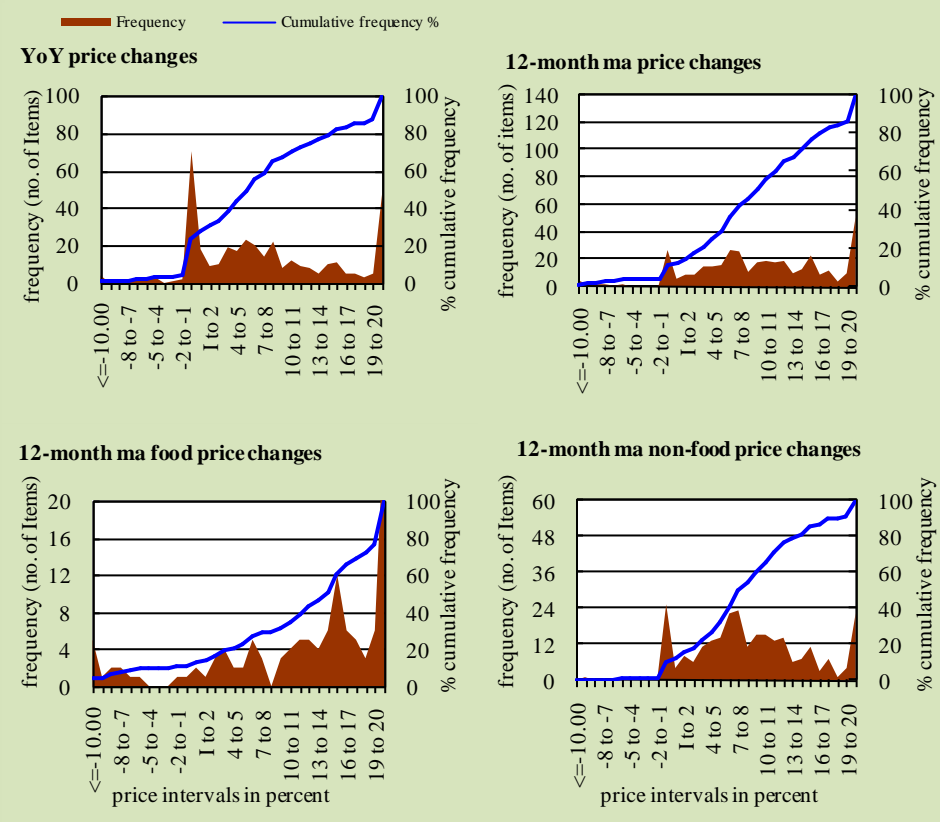 Frequency Cumulative frequency %
YoY price changes
frequency (no. of Items)
100
80
60
40
20
0
100
80
60
40
20
0
% cumulative frequency
<=-10.00
-8 to -7
-5 to -4
-2 to -1
I to 2
4 to 5
7 to 8
10 to 11
13 to 14
16 to 17
19 to 20
12-month ma price changes
frequency (no. of items)
140
120
100
80
60
40
20
0
100
80
60
40
20
0
% cumulative frequency
<=-10.00
-8 to -7
-5 to -4
-2 to -1
I to 2
4 to 5
7 to 8
10 to 11
13 to 14
16 to 17
19 to 20
12-month ma food price changes
frequency (no. of Items)
20
16
12
8
4
0
100
80
60
40
20
0
% cumulative frequency
<=-10.00
-8 to -7
-5 to -4
-2 to -1
I to 2
4 to 5
7 to 8
10 to 11
13 to 14
16 to 17
19 to 20
price intervals in percent
12-month ma non-food price changes
frequency (no. of Items)
60
48
36
24
12
0
100
80
60
40
20
0
% cumulative frequency
<=-10.00
-8 to -7
-5 to -4
-2 to -1
I to 2
4 to 5
7 to 8
10 to 11
13 to 14
16 to 17
19 to 20
price intervals in percent